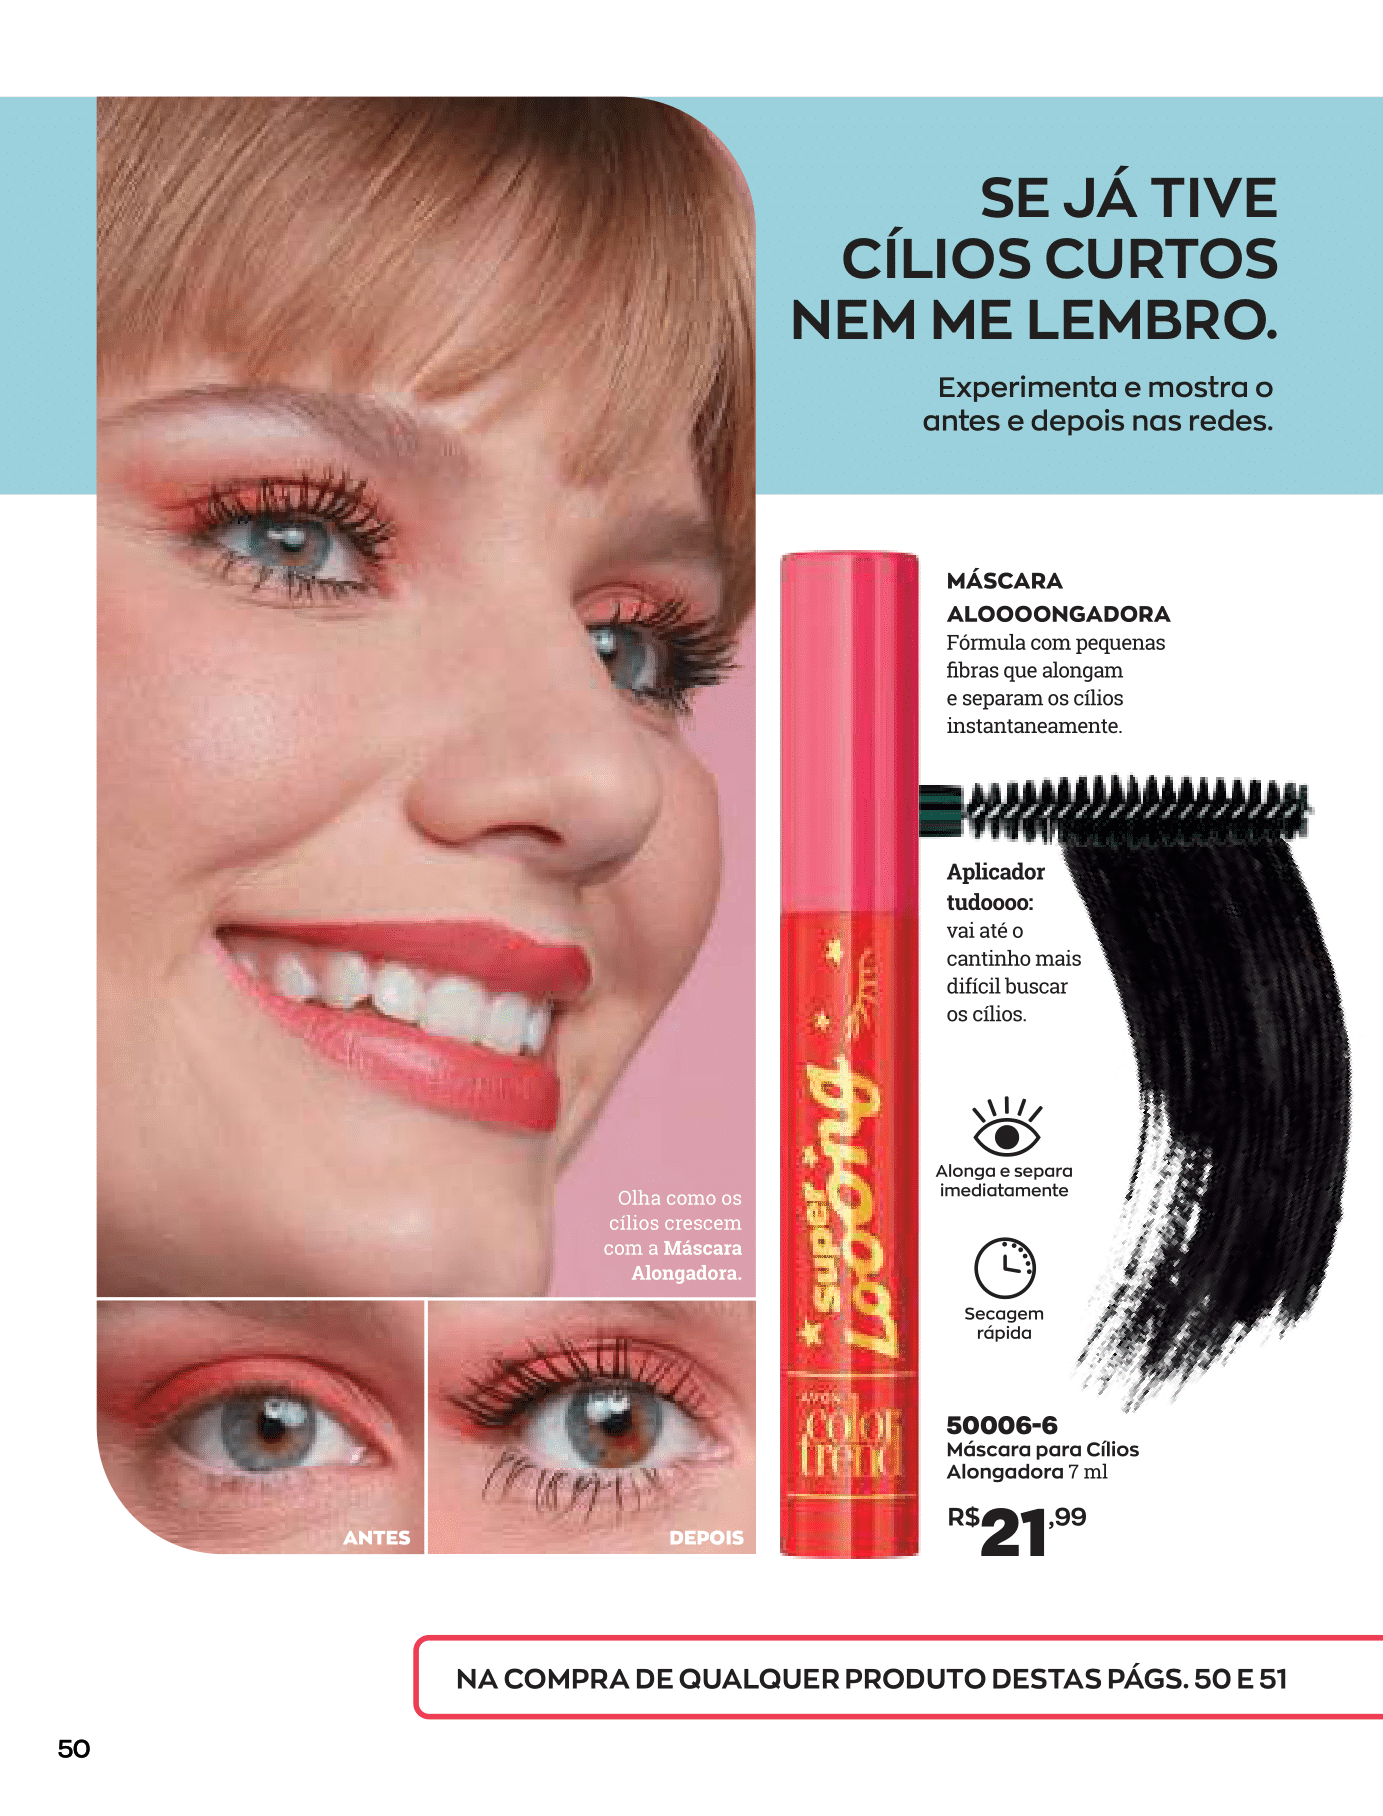 SE JÁ TIVE
CÍLIOS CURTOS
NEM ME LEMBRO.
Experimenta e mostra o
antes e depois nas redes.
MÁSCARA
ALOOOONGADORA
Fórmula com pequenas
fibras que alongam
e separam os cílios
instantaneamente.
Aplicador
tudoooo:
vai até o
cantinho mais
difícil buscar
os cílios.
Alonga e separa
imediatamente
Secagem
rápida
Olha como os
cílios crescem
com a Máscara
Alongadora.
ANTES
DEPOIS
super
Looong
AVON
color
trend
50006-6
Máscara para Cílios
Alongadora 7 ml
R$21,99
NA COMPRA DE QUALQUER PRODUTO DESTAS PÁGS. 50 E 51
50